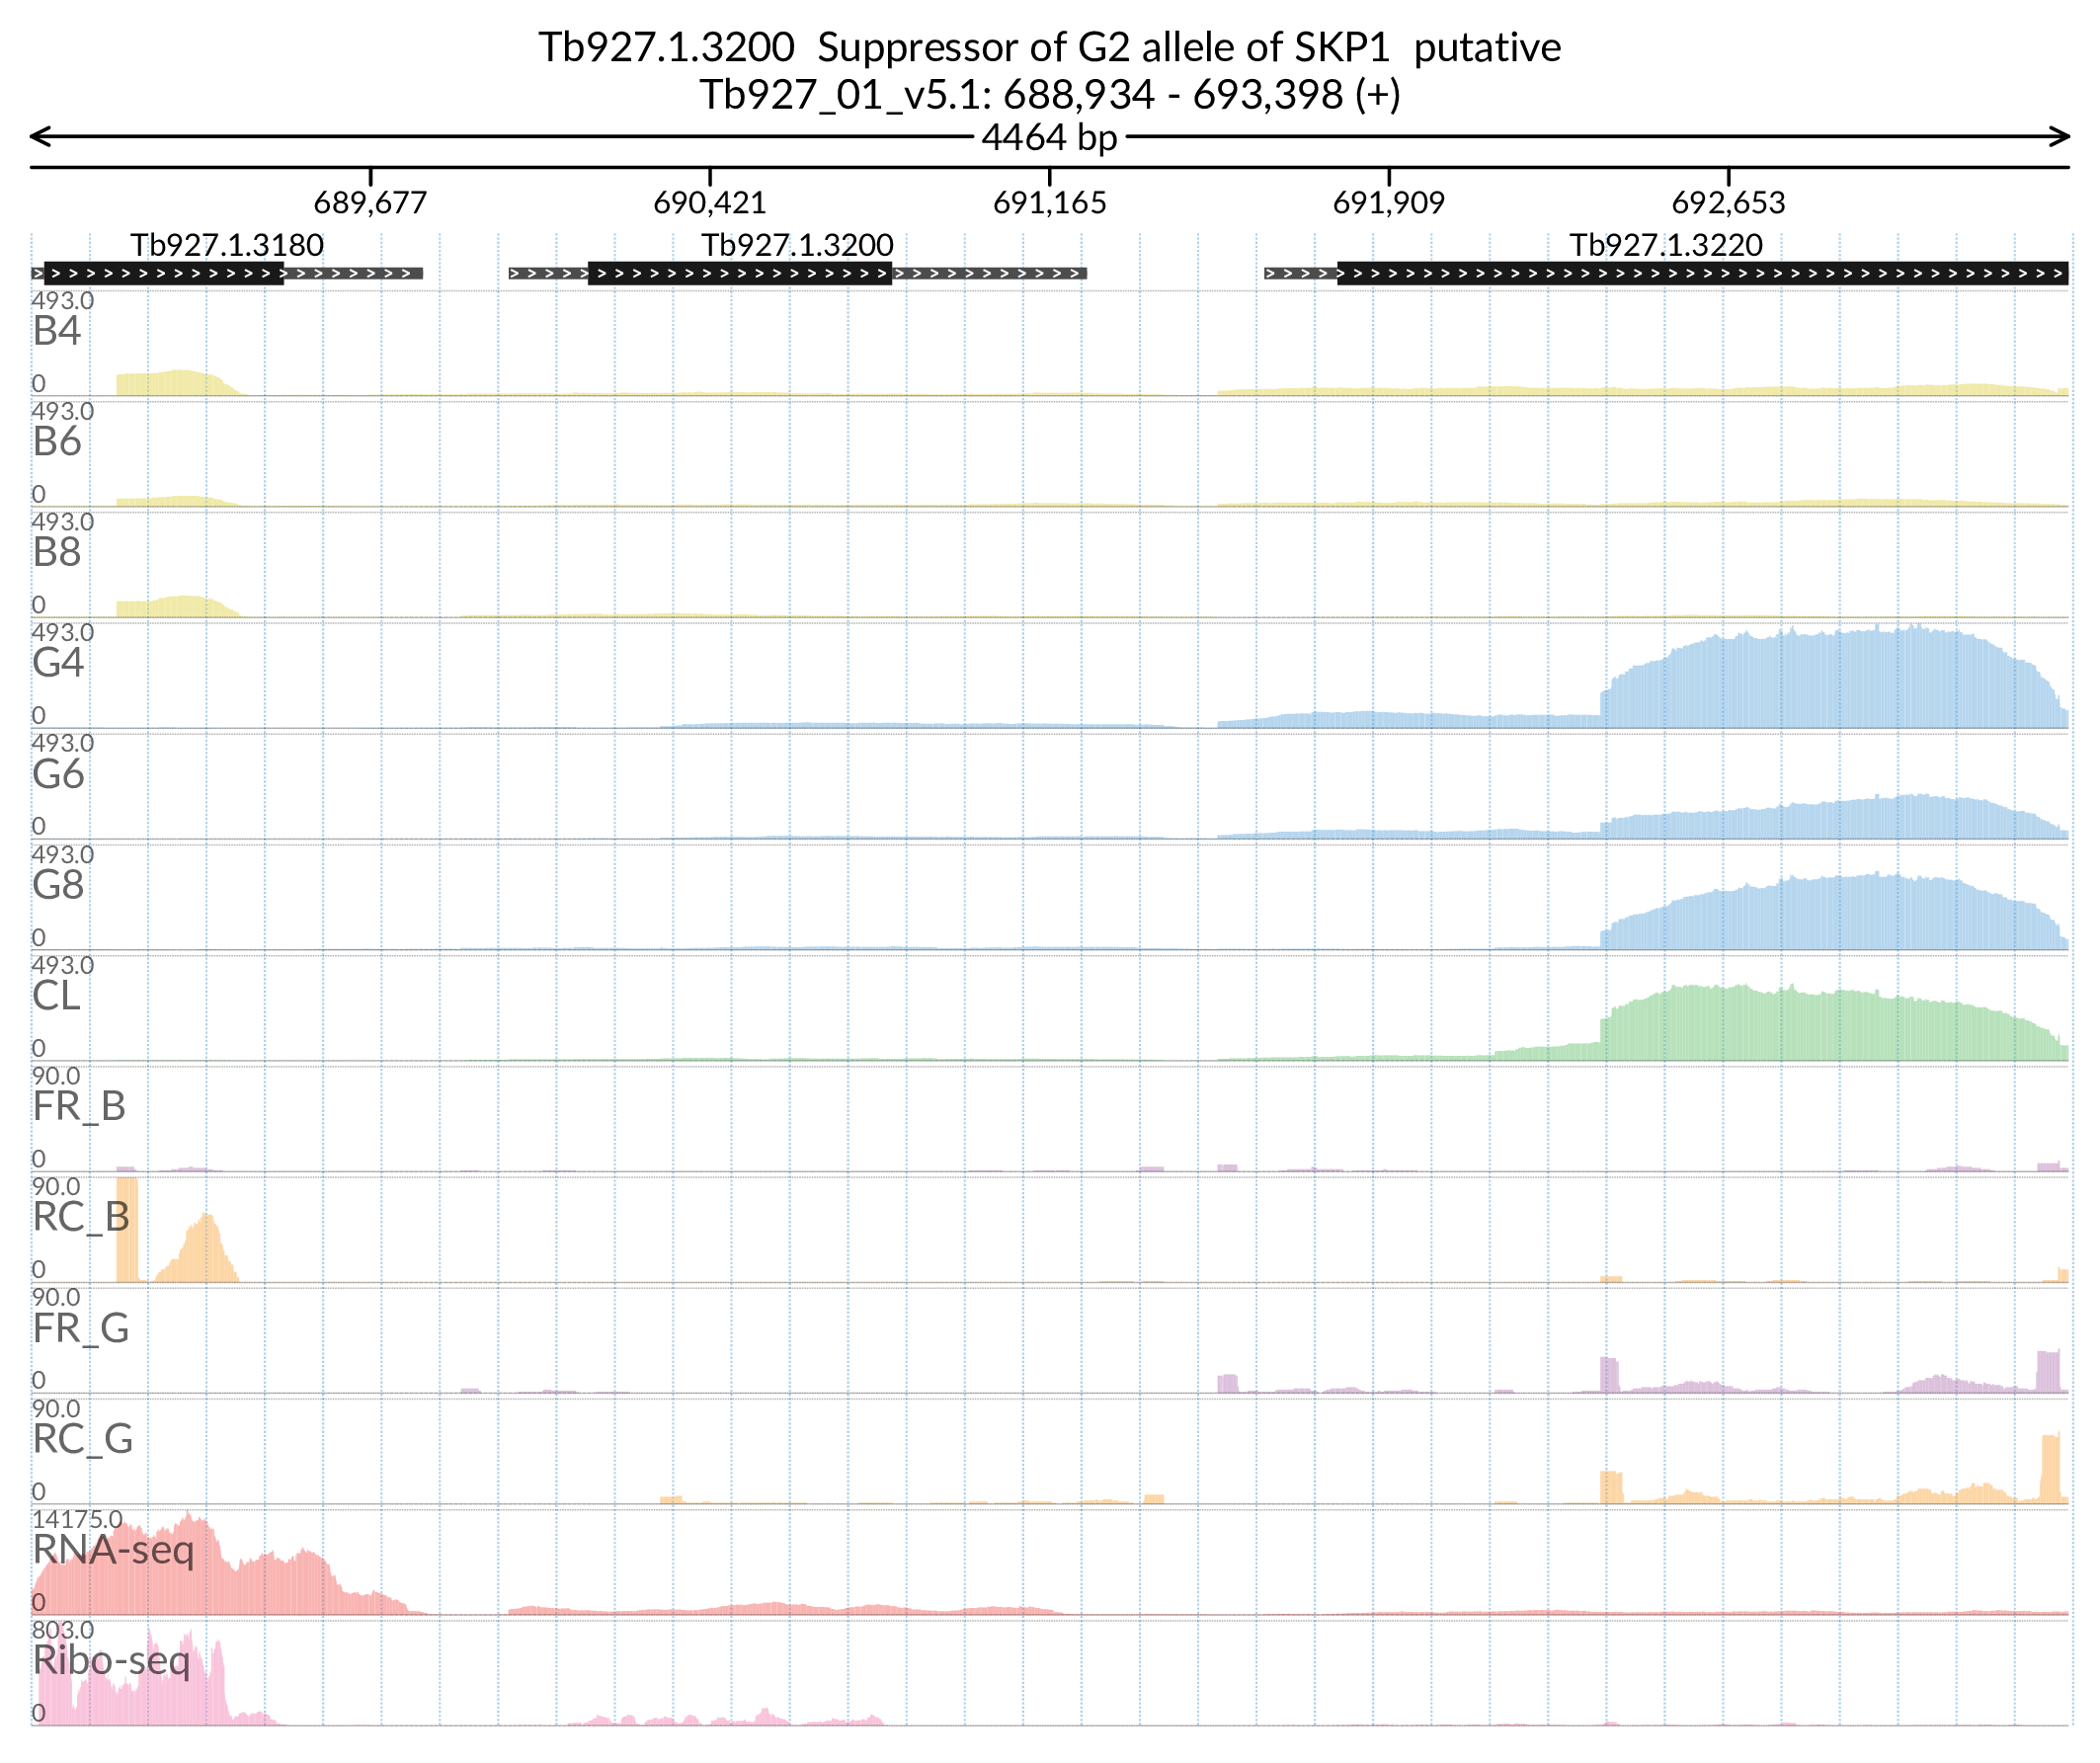 Tb927.1.3200 Suppressor of G2 allele of SKP1 putative
Tb927_01_v5.1: 688,934 - 693,398 (+)
4464 bp
689,677 690,421 691,165 691,909 692,653
Tb927.1.3180 Tb927.1.3200 Tb927.1.3220
493.0
B4
0
493.0
B6
0
493.0
B8
0
493.0
G4
0
493.0
G6
0
493.0
G8
0
493.0
CL
0
90.0
FR_B
0
90.0
RC_B
0
90.0
FR_G
0
90.0
RC_G
0
14175.0
RNA-seq
0
803.0
Ribo-seq
0